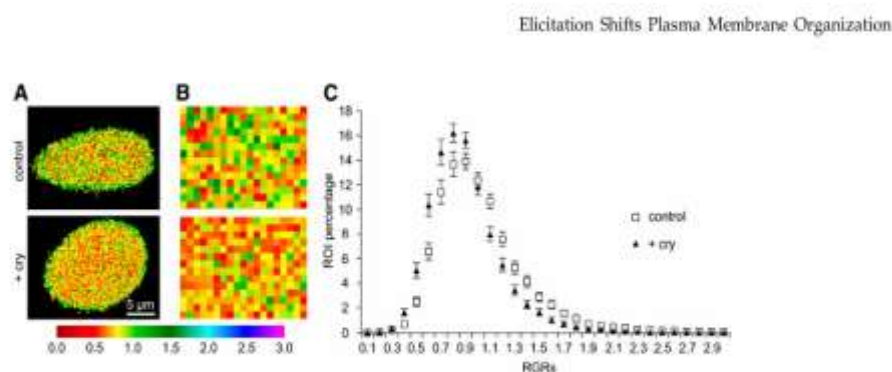 Elicitation Shifts Plasma Membrane Organization
A
B
C
control
+ cry
5 µm
0.0 0.5 1.0 1.5 2.0 2.5 3.0
ROI percentage
18
16
14
12
10
8
6
4
2
0
0.1 0.3 0.5 0.7 0.9 1.1 1.3 1.5 1.7 1.9 2.1 2.3 2.5 2.7 2.9
RGRs
control
+ cry